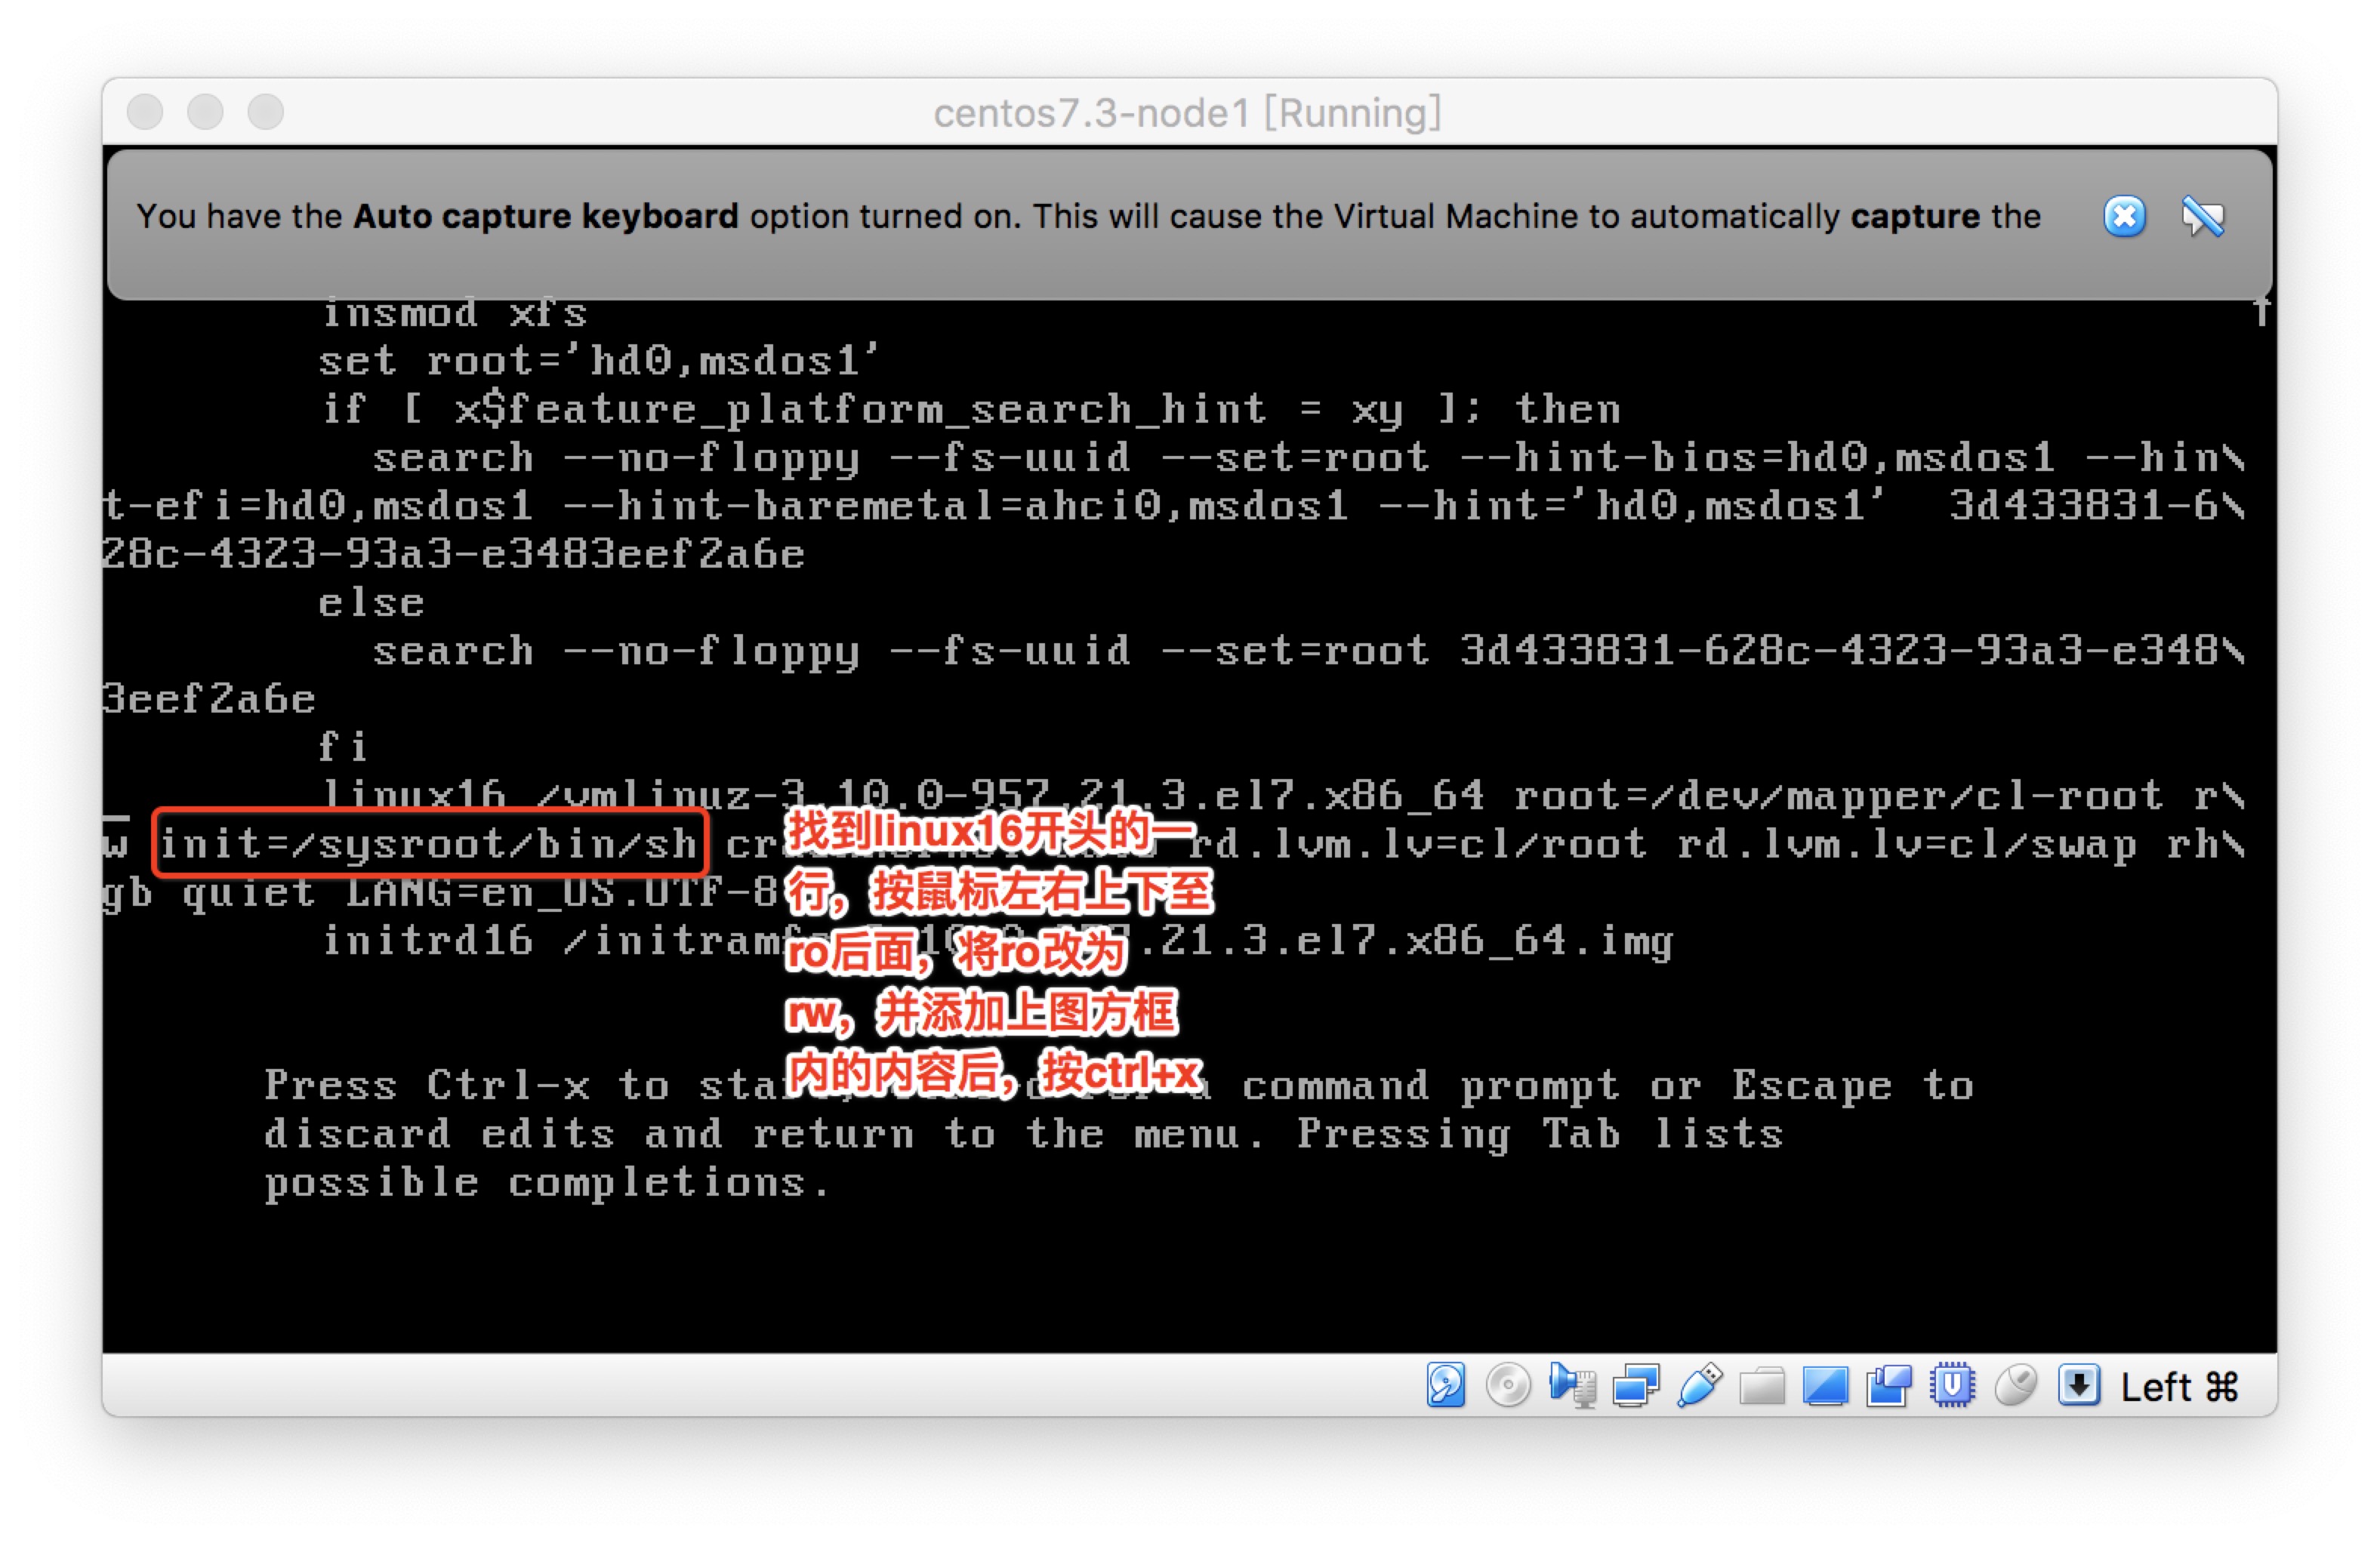 centos7.3-node1 [Running]
You have the Auto capture keyboard option turned on. This will cause the Virtual Machine to automatically capture the
insmod xfs
set root='hd0,msdos1'
if [ x$feature_platform_search_hint = xy ]; then
search --no-floppy --fs-uuid --set=root --hint-bios=hd0,msdos1 --hin\
t-efi=hd0,msdos1 --hint-baremetal=ahci0,msdos1 --hint='hd0,msdos1' 3d433831-6\
28c-4323-93a3-e3483eef2a6e
else
search --no-floppy --fs-uuid --set=root 3d433831-628c-4323-93a3-e348\
3eef2a6e
fi
linux16 /vmlinuz-3.10.0-957.21.3.el7.x86_64 root=/dev/mapper/cl-root r\
w init=/sysroot/bin/sh rd.lvm.lv=cl/root rd.lvm.lv=cl/swap rh\
gb quiet LANG=en_US.UTF-8
initrd16 .21.3.el7.x86_64.img
找到linux16开头的一
行，按鼠标左右上下至
ro后面，将ro改为
rw，并添加上图方框
内的内容后，按ctrl+x
Press Ctrl-x to command prompt or Escape to
discard edits and return to the menu. Pressing Tab lists
possible completions.
Left ⌘